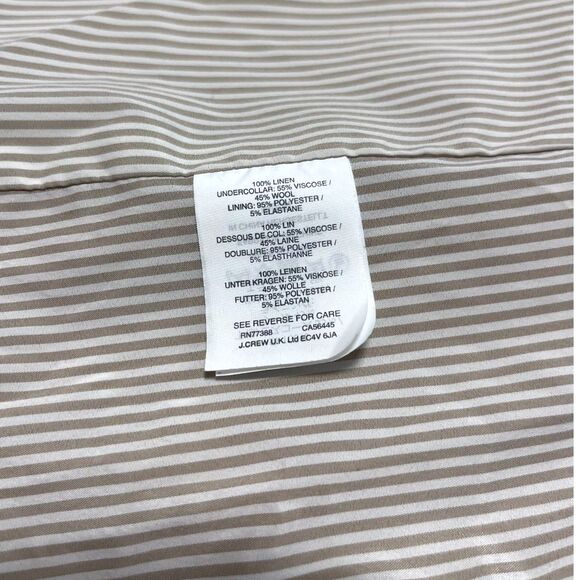 100% LINEN
UNDERCOLLAR: 55% VISCOSE /
45% WOOL
LINING: 95% POLYESTER /
5% ELASTANE
100% LIN
DESSOUS DE COL: 55% VISCOSE /
45% LAINE
DOUBLURE: 95% POLYESTER /
5% ELASTHANNE
100% LEINEN
UNTER KRAGEN: 55% VISKOSE /
45% WOLLE
FUTTER: 95% POLYESTER /
5% ELASTAN
SEE REVERSE FOR CARE
RN77388 CA56445
J.CREW U.K. Ltd EC4V 6JA